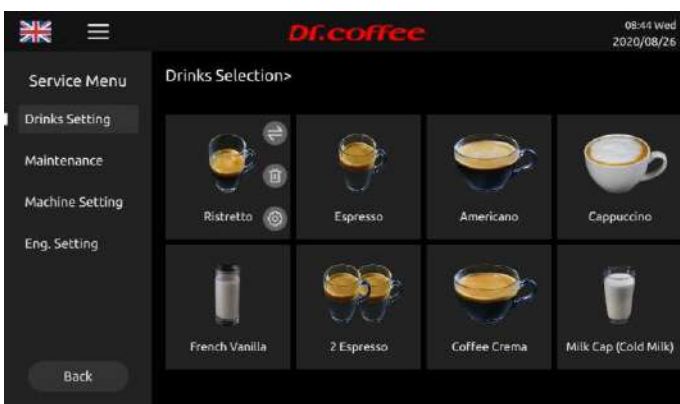 Dr.coffee
08:44 Wed
2020/08/26
Service Menu
Drinks Setting
Maintenance
Machine Setting
Eng. Setting
Back
Drinks Selection>
Ristretto
Espresso
Americano
Cappuccino
French Vanilla
2 Espresso
Coffee Crema
Milk Cap (Cold Milk)